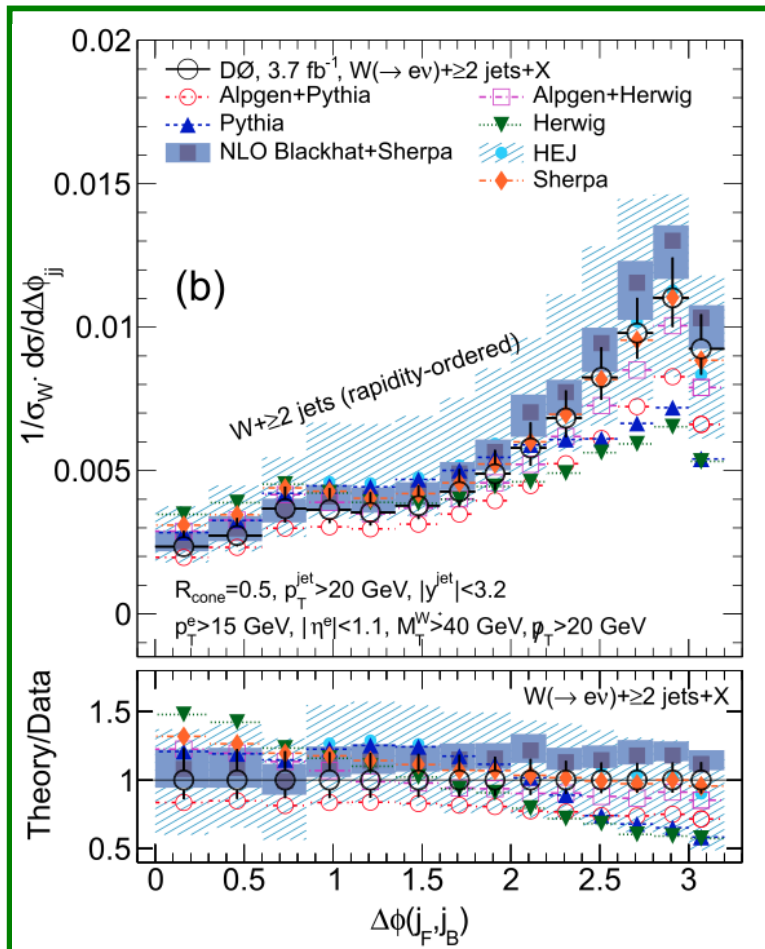 0.02
DØ, 3.7 fb⁻¹, W(→ eν)+≥2 jets+X
Alpgen+Pythia
Alpgen+Herwig
Pythia
Herwig
NLO Blackhat+Sherpa
HEJ
Sherpa
0.015
(b)
0.01
W+≥2 jets (rapidity-ordered)
0.005
0
1/σ_W · dσ/dΔϕ_jj
R_cone=0.5, p_T^jet>20 GeV, |y^jet|<3.2
p_T^e>15 GeV, |η^e|<1.1, M_T^W>40 GeV, p̸_T>20 GeV
W(→ eν)+≥2 jets+X
1.5
1
0.5
Theory/Data
0 0.5 1 1.5 2 2.5 3
Δϕ(j_F,j_B)